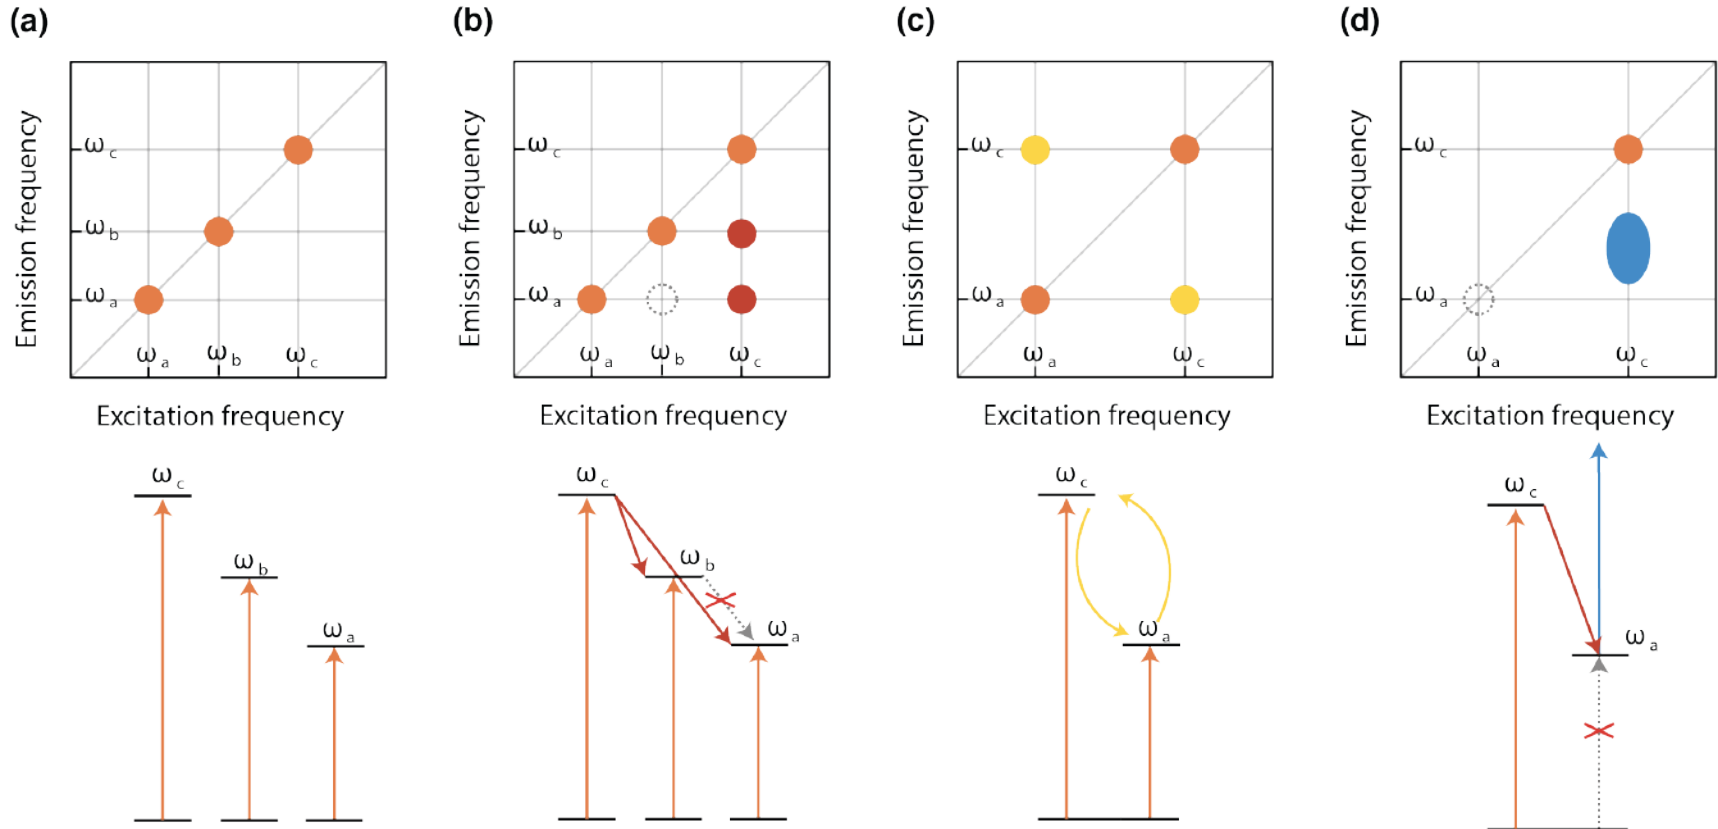 (a)
(b)
(c)
(d)
Emission frequency
ω c
ω b
ω a
ω a
ω b
ω c
Excitation frequency
Emission frequency
ω c
ω b
ω a
ω a
ω b
ω c
Excitation frequency
Emission frequency
ω c
ω a
ω a
ω c
Excitation frequency
Emission frequency
ω c
ω a
ω a
ω c
Excitation frequency
ω c
ω b
ω a
ω c
ω b
ω a
ω c
ω a
ω c
ω a